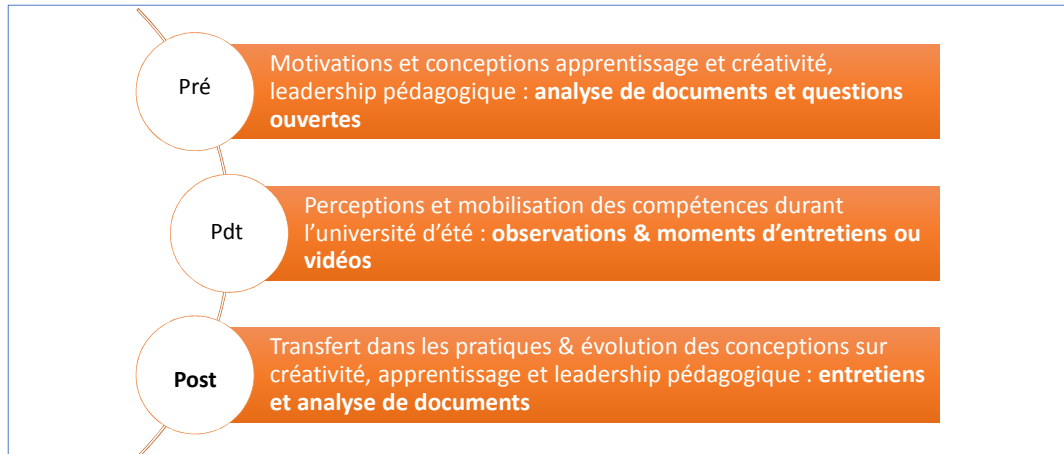 Pré
Motivations et conceptions apprentissage et créativité,
leadership pédagogique : analyse de documents et questions
ouvertes
Pdt
Perceptions et mobilisation des compétences durant
l’université d’été : observations & moments d’entretiens ou
vidéos
Post
Transfert dans les pratiques & évolution des conceptions sur
créativité, apprentissage et leadership pédagogique : entretiens
et analyse de documents